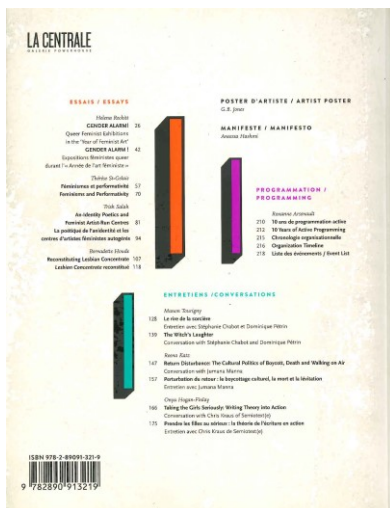 LA CENTRALE
GALERIE POWERHOUSE
ESSAIS / ESSAYS
Helena Reckitt
GENDER ALARM! 26
Queer Feminist Exhibitions
in the "Year of Feminist Art"
GENDER ALARM ! 42
Expositions féministes queer
durant l'« Année de l'art féministe »
Thérèse St-Gelais
Féminismes et performativité 57
Feminisms and Performativity 70
Trish Salah
An-Identity Poetics and
Feminist Artist-Run Centres 81
La poétique de l'anidentité et les
centres d'artistes féministes autogérés 94
Bernadette Houde
Reconstituting Lesbian Concentrate 107
Lesbian Concentrate reconstitué 118
POSTER D'ARTISTE / ARTIST POSTER
G.B. Jones
MANIFESTE / MANIFESTO
Aneessa Hashmi
PROGRAMMATION /
PROGRAMMING
Roxanne Arsenault
210 10 ans de programmation active
212 10 Years of Active Programming
215 Chronologie organisationnelle
216 Organization Timeline
218 Liste des événements / Event List
ENTRETIENS /CONVERSATIONS
Manon Tourigny
128 Le rire de la sorcière
Entretien avec Stéphanie Chabot et Dominique Pétrin
139 The Witch's Laughter
Conversation with Stéphanie Chabot and Dominique Pétrin
Reena Katz
147 Return Disturbance: The Cultural Politics of Boycott, Death and Walking on Air
Conversation with Jumana Manna
157 Perturbation de retour : le boycottage culturel, la mort et la lévitation
Entretien avec Jumana Manna
Onya Hogan-Finlay
166 Taking the Girls Seriously: Writing Theory into Action
Conversation with Chris Kraus of Semiotext(e)
175 Prendre les filles au sérieux : la théorie de l'écriture en action
Entretien avec Chris Kraus de Semiotext(e)
ISBN 978-2-89091-321-9
9 782890 913219